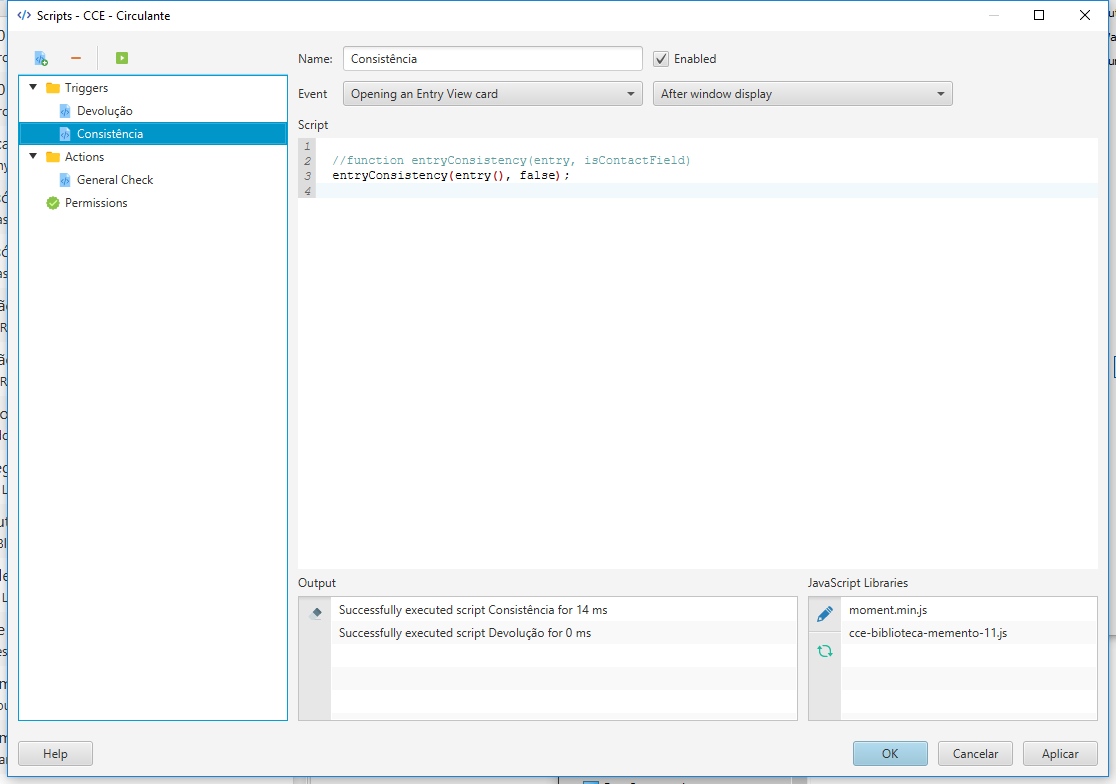 Scripts - CCE - Circulante
Name: Consistência Enabled
Triggers
Devolução
Consistência
Actions
General Check
Permissions
Event Opening an Entry View card After window display
Script
1
2 //function entryConsistency(entry, isContactField)
3 entryConsistency(entry(), false);
4
Output
Successfully executed script Consistência for 14 ms
Successfully executed script Devolução for 0 ms
JavaScript Libraries
moment.min.js
cce-biblioteca-memento-11.js
Help
OK Cancelar Aplicar